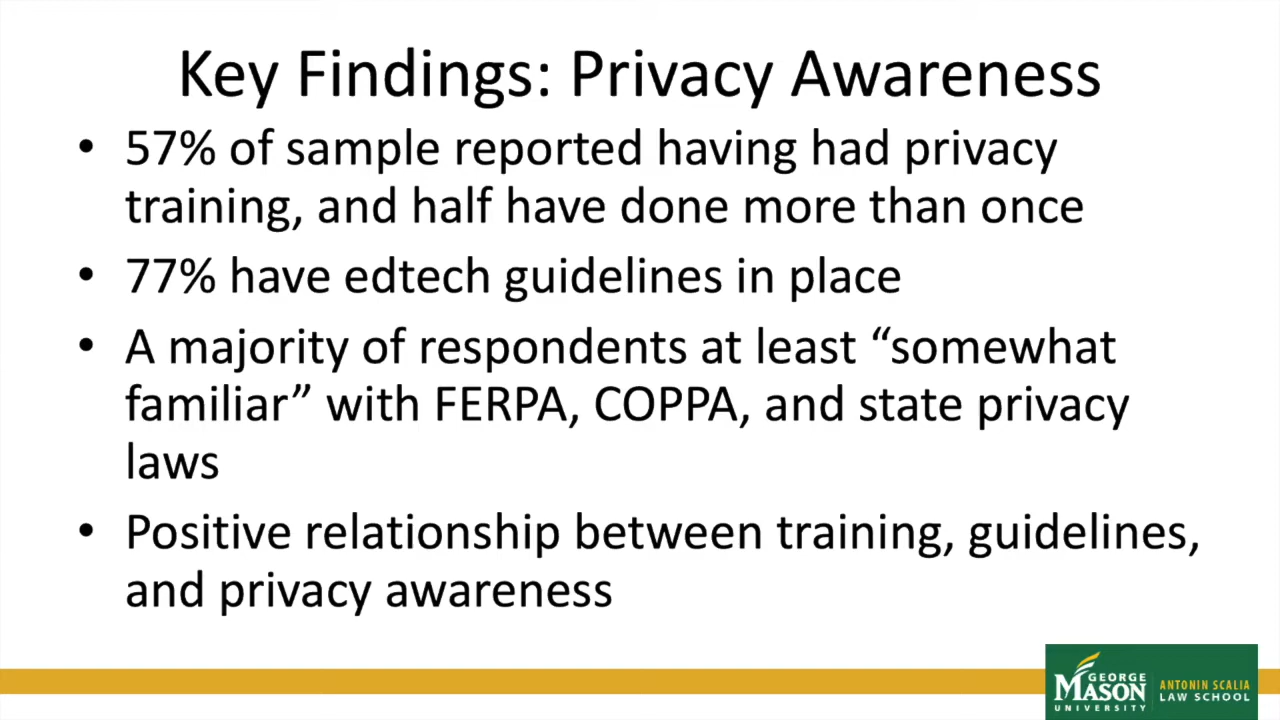 Key Findings: Privacy Awareness
• 57% of sample reported having had privacy
training, and half have done more than once
• 77% have edtech guidelines in place
• A majority of respondents at least “somewhat
familiar” with FERPA, COPPA, and state privacy
laws
• Positive relationship between training, guidelines,
and privacy awareness
GEORGE
MASON
UNIVERSITY
ANTONIN SCALIA
LAW SCHOOL